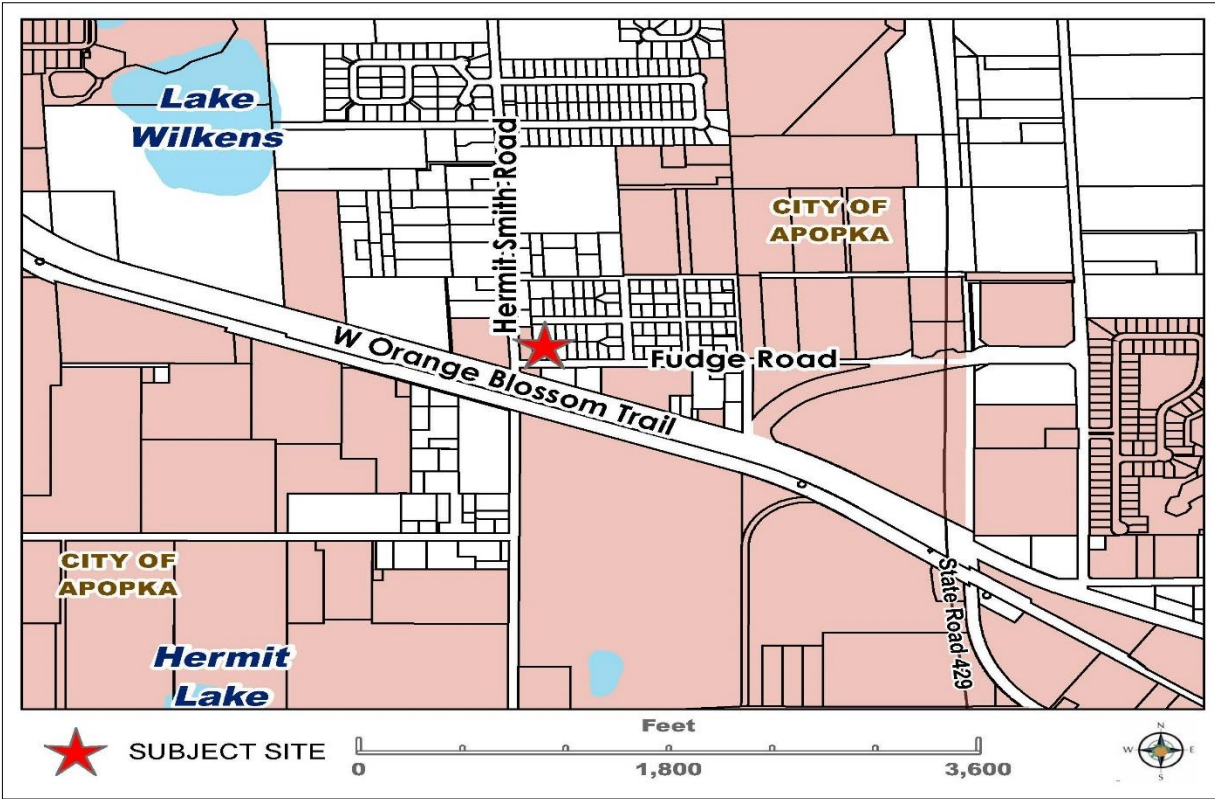 Lake
Wilkens
Hermit Smith Road
CITY OF
APOPKA
W Orange Blossom Trail
Fudge Road
CITY OF
APOPKA
State Road 429
Hermit
Lake
SUBJECT SITE
Feet
0
1,800
3,600
N
W
E
S